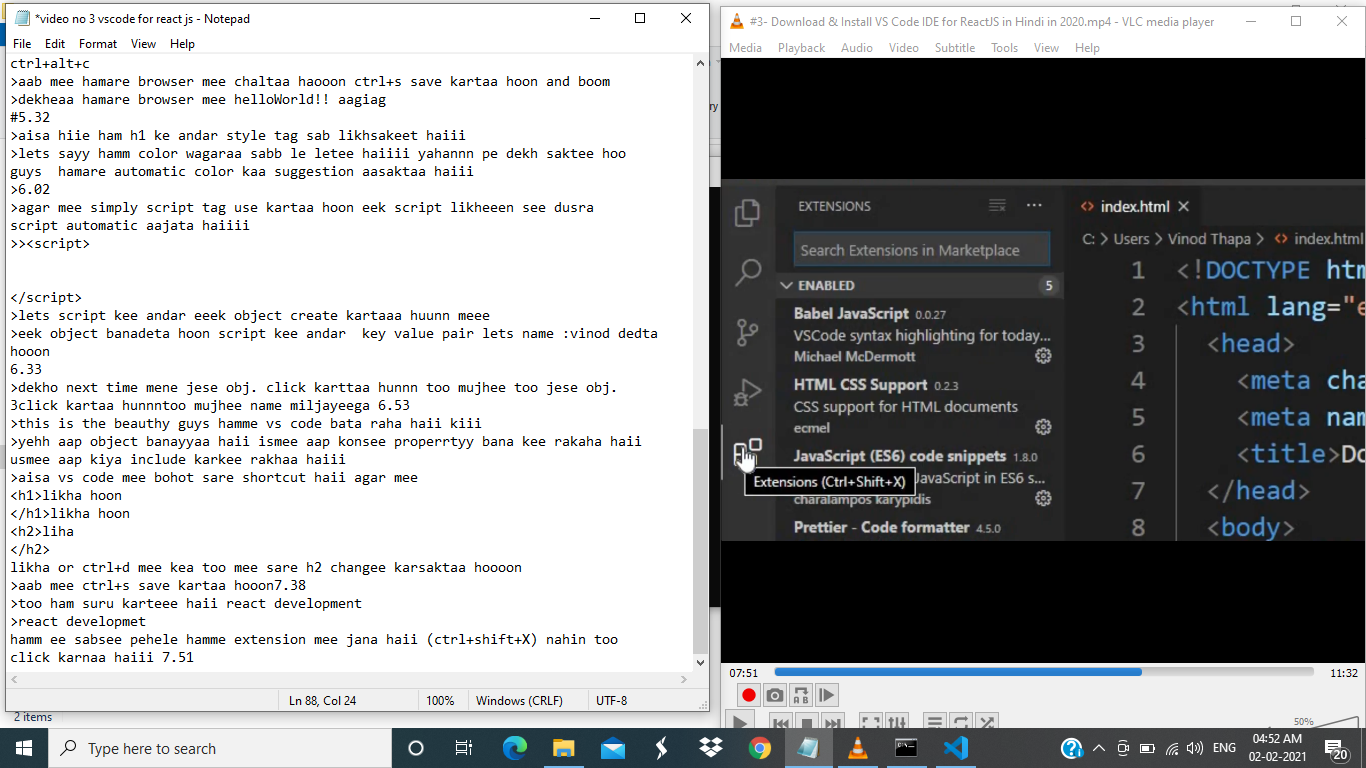 *video no 3 vscode for react js - Notepad
File Edit Format View Help
ctrl+alt+c
>aab mee hamare browser mee chaltaa haooon ctrl+s save kartaa hoon and boom
>dekheaa hamare browser mee helloWorld!! aagiag
#5.32
>aisa hiie ham h1 ke andar style tag sab likhsakeet haiii
>lets sayy hamm color wagaraa sabb le letee haiiii yahannn pe dekh saktee hoo
guys  hamare automatic color kaa suggestion aasaktaa haiii
>6.02
>agar mee simply script tag use kartaa hoon eek script likheeen see dusra
script automatic aajata haiiii
>><script>
</script>
>lets script kee andar eeek object create kartaaa huunn meee
>eek object banadeta hoon script kee andar  key value pair lets name :vinod dedta
hooon
6.33
>dekho next time mene jese obj. click karttaa hunnn too mujhee too jese obj.
3click kartaa hunnntoo mujhee name miljayeega 6.53
>this is the beauthy guys hamme vs code bata raha haii kiii
>yehh aap object banayyaa haii ismee aap konsee properrtyy bana kee rakaha haii
usmee aap kiya include karkee rakhaa haiii
>aisa vs code mee bohot sare shortcut haii agar mee
<h1>likha hoon
</h1>likha hoon
<h2>liha
</h2>
likha or ctrl+d mee kea too mee sare h2 changee karsaktaa hoooon
>aab mee ctrl+s save kartaa hooon7.38
>too ham suru karteee haii react development
>react developmet
hamm ee sabsee pehele hamme extension mee jana haii (ctrl+shift+X) nahin too
click karnaa haiii 7.51
Ln 88, Col 24
100%
Windows (CRLF)
UTF-8
2 items
ry
#3- Download & Install VS Code IDE for ReactJS in Hindi in 2020.mp4 - VLC media player
Media Playback Audio Video Subtitle Tools View Help
EXTENSIONS
Search Extensions in Marketplace
ENABLED 5
Babel JavaScript 0.0.27
VSCode syntax highlighting for today...
Michael McDermott
HTML CSS Support 0.2.3
CSS support for HTML documents
ecmel
JavaScript (ES6) code snippets 1.8.0
JavaScript in ES6 s...
Extensions (Ctrl+Shift+X)
charalampos karypidis
Prettier - Code formatter 4.5.0
index.html
C: > Users > Vinod Thapa > index.html
1 <!DOCTYPE htm
2 <html lang="e
3 <head>
4 <meta cha
5 <meta nam
6 <title>Do
7 </head>
8 <body>
07:51
11:32
50%
Type here to search
ENG
04:52 AM
02-02-2021
20